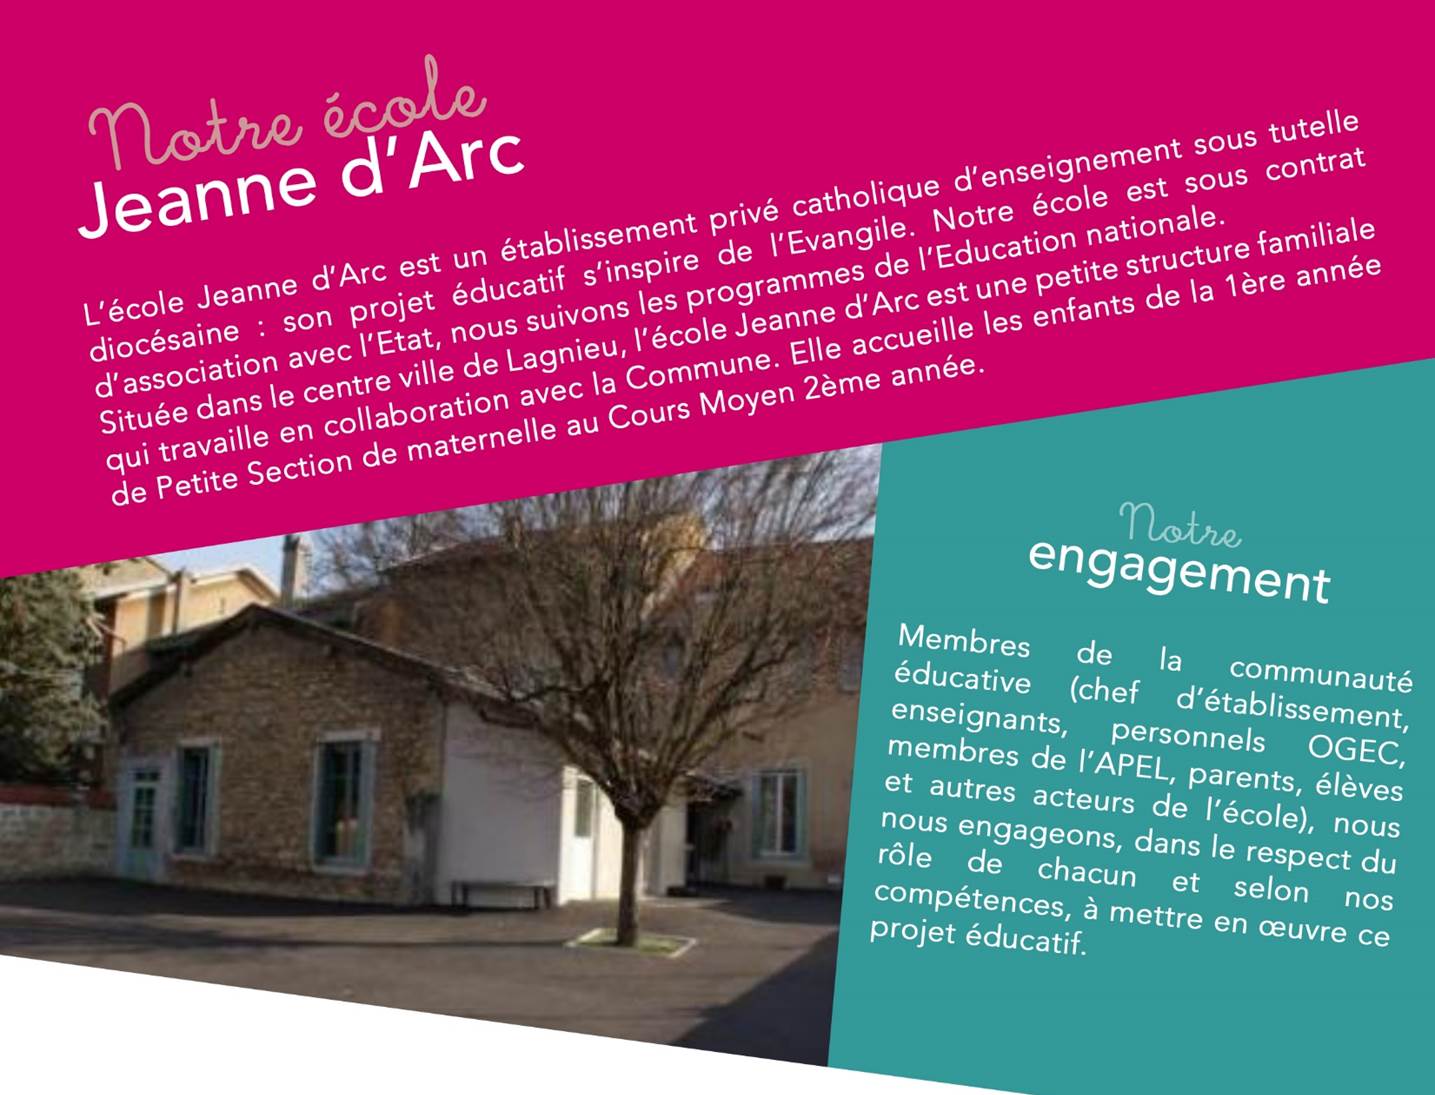 Notre école
Jeanne d'Arc
L'école Jeanne d'Arc est un établissement privé catholique d'enseignement sous tutelle
diocésaine : son projet éducatif s'inspire de l'Evangile. Notre école est sous contrat
d'association avec l'Etat, nous suivons les programmes de l'Education nationale.
Située dans le centre ville de Lagnieu, l'école Jeanne d'Arc est une petite structure familiale
qui travaille en collaboration avec la Commune. Elle accueille les enfants de la 1ère année
de Petite Section de maternelle au Cours Moyen 2ème année.
Notre
engagement
Membres de la communauté
éducative (chef d'établissement,
enseignants, personnels OGEC,
membres de l'APEL, parents, élèves
et autres acteurs de l'école), nous
nous engageons, dans le respect du
rôle de chacun et selon nos
compétences, à mettre en œuvre ce
projet éducatif.